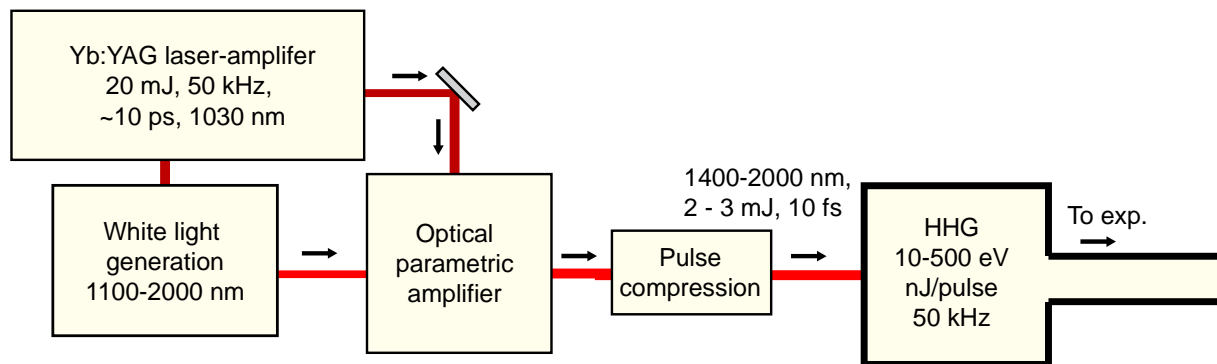 Yb:YAG laser-amplifer
20 mJ, 50 kHz,
~10 ps, 1030 nm
White light
generation
1100-2000 nm
Optical
parametric
amplifier
1400-2000 nm,
2 - 3 mJ, 10 fs
Pulse
compression
HHG
10-500 eV
nJ/pulse
50 kHz
To exp.